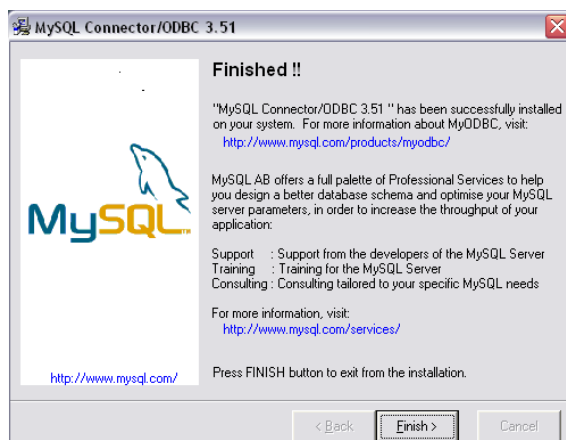 MySQL Connector/ODBC 3.51
Finished !!
"MySQL Connector/ODBC 3.51 " has been successfully installed
on your system. For more information about MyODBC, visit:
http://www.mysql.com/products/myodbc/
MySQL AB offers a full palette of Professional Services to help
you design a better database schema and optimise your MySQL
server parameters, in order to increase the throughput of your
application:
Support : Support from the developers of the MySQL Server
Training : Training for the MySQL Server
Consulting : Consulting tailored to your specific MySQL needs
For more information, visit:
http://www.mysql.com/services/
Press FINISH button to exit from the installation.
MySQL
http://www.mysql.com/
< Back
Finish >
Cancel